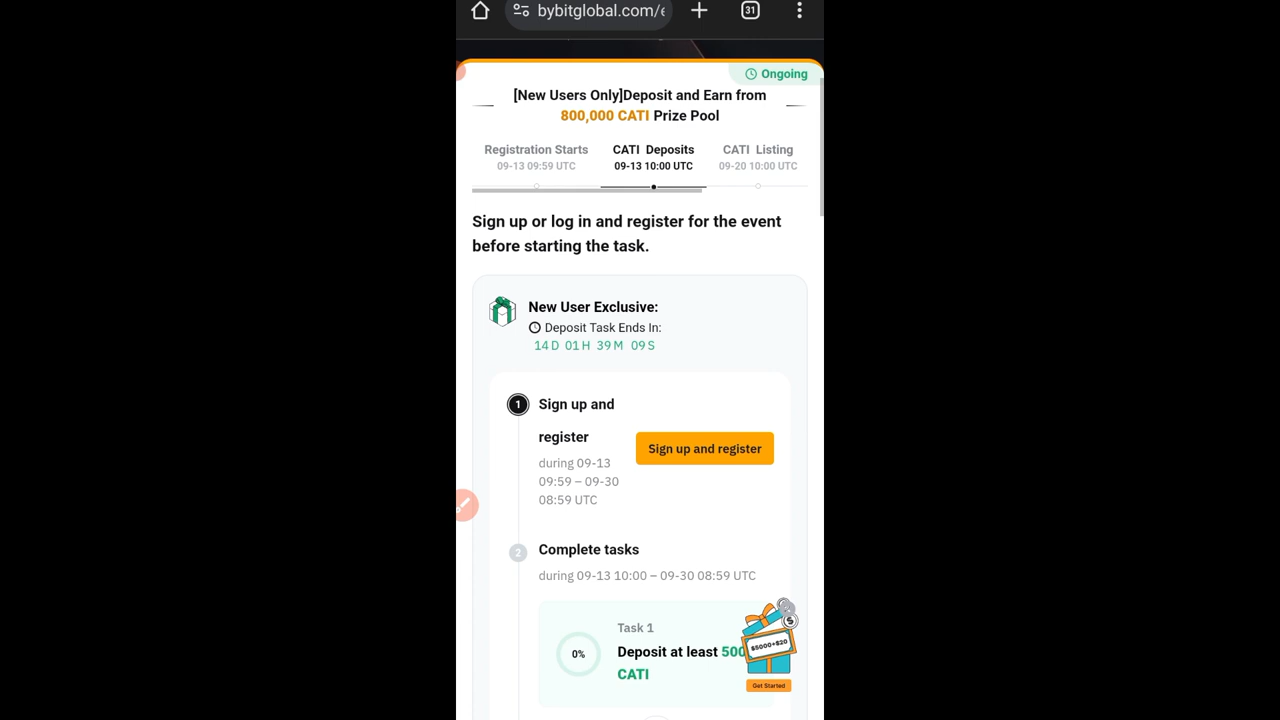 bybitglobal.com/e
31
Ongoing
[New Users Only]Deposit and Earn from
800,000 CATI Prize Pool
Registration Starts
09-13 09:59 UTC
CATI Deposits
09-13 10:00 UTC
CATI Listing
09-20 10:00 UTC
Sign up or log in and register for the event
before starting the task.
New User Exclusive:
Deposit Task Ends In:
14 D 01 H 39 M 09 S
1
Sign up and
register
Sign up and register
during 09-13
09:59 – 09-30
08:59 UTC
2
Complete tasks
during 09-13 10:00 – 09-30 08:59 UTC
Task 1
0%
Deposit at least 500
CATI
$
$5000+$20
Get Started